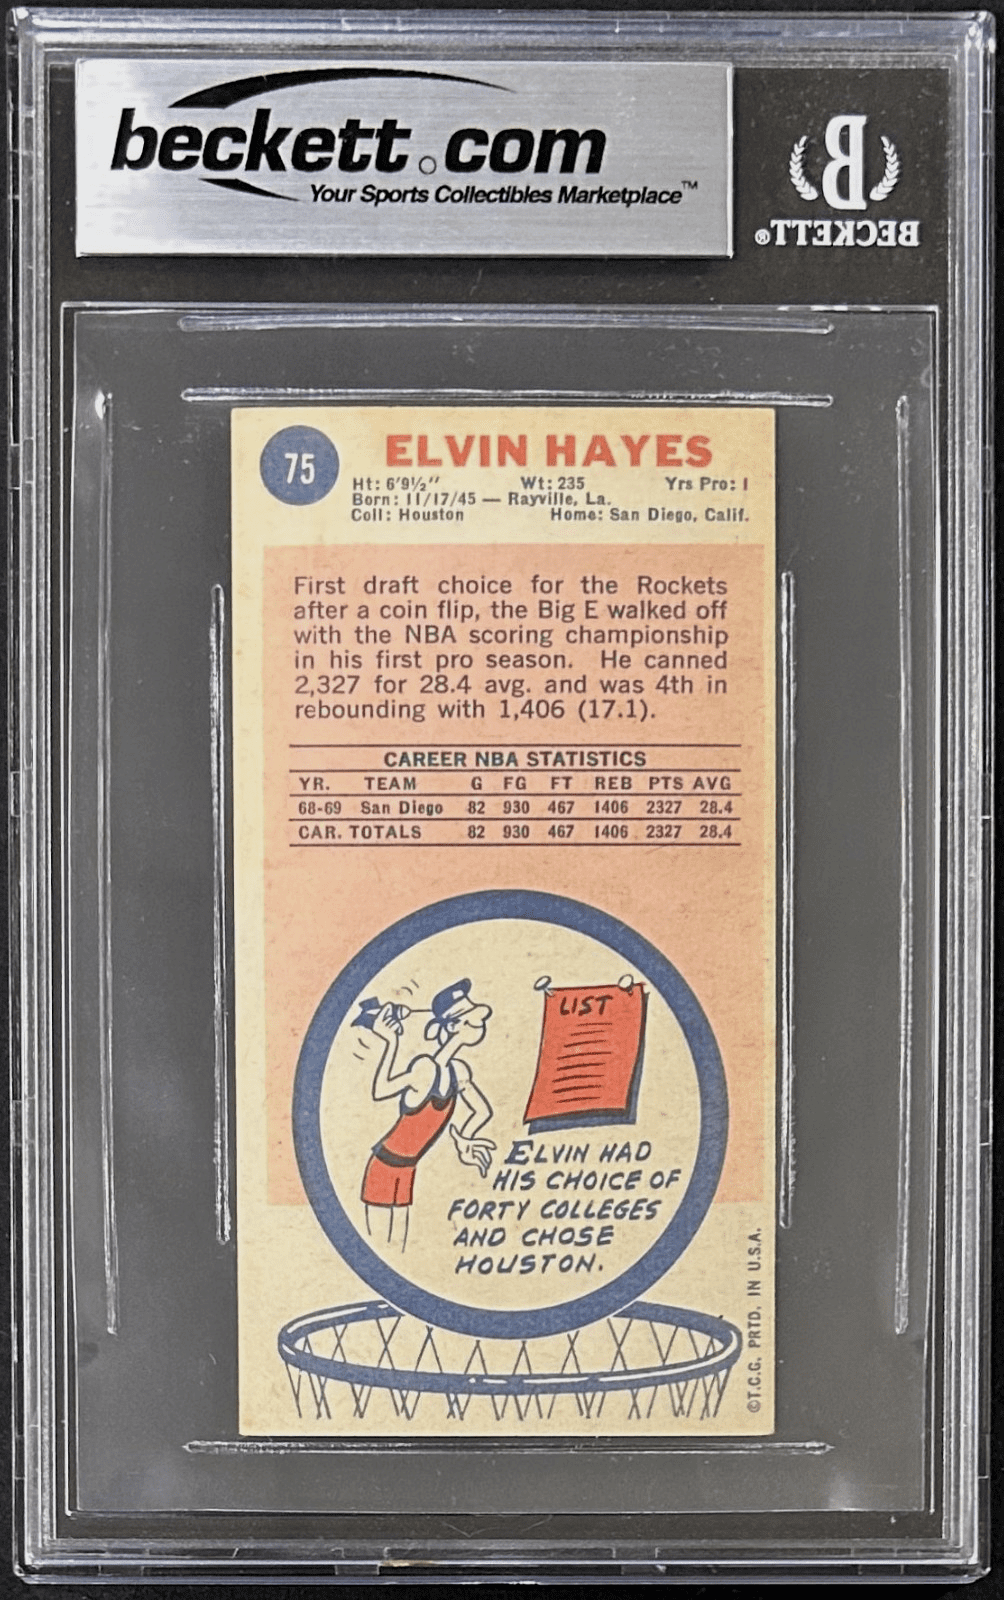 beckett.com
Your Sports Collectibles Marketplace™
B
BECKETT®
75
ELVIN HAYES
Ht: 6'9½" Wt: 235 Yrs Pro: 1
Born: 11/17/45 — Rayville, La.
Coll: Houston Home: San Diego, Calif.
First draft choice for the Rockets
after a coin flip, the Big E walked off
with the NBA scoring championship
in his first pro season. He canned
2,327 for 28.4 avg. and was 4th in
rebounding with 1,406 (17.1).
CAREER NBA STATISTICS
YR. TEAM G FG FT REB PTS AVG
68-69 San Diego 82 930 467 1406 2327 28.4
CAR. TOTALS 82 930 467 1406 2327 28.4
LIST
ELVIN HAD
HIS CHOICE OF
FORTY COLLEGES
AND CHOSE
HOUSTON.
©T.C.G. PRTD. IN U.S.A.